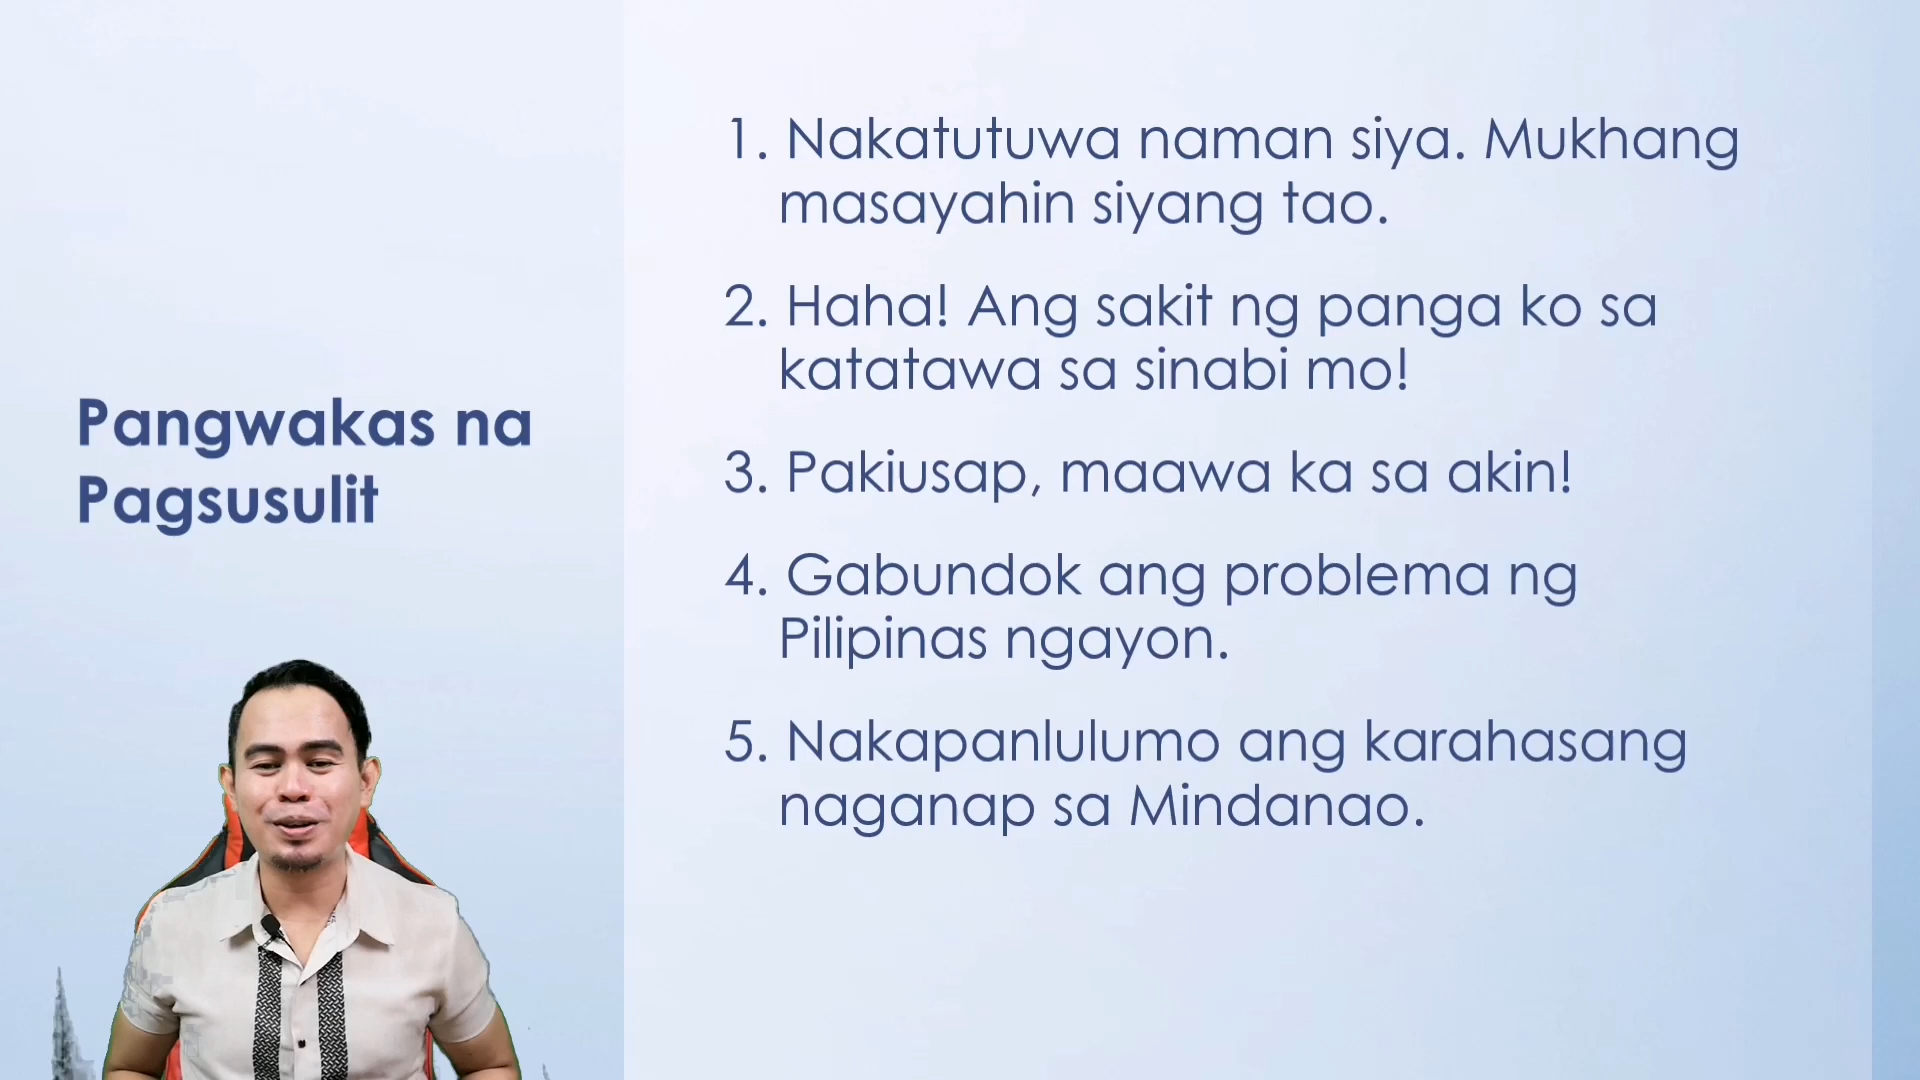 Pangwakas na
Pagsusulit
1. Nakatutuwa naman siya. Mukhang
masayahin siyang tao.
2. Haha! Ang sakit ng panga ko sa
katatawa sa sinabi mo!
3. Pakiusap, maawa ka sa akin!
4. Gabundok ang problema ng
Pilipinas ngayon.
5. Nakapanlulumo ang karahasang
naganap sa Mindanao.